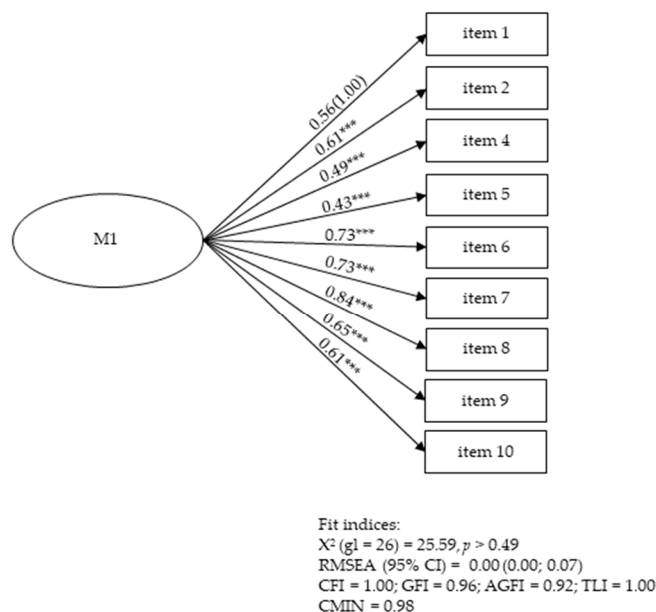 item 1
0.56(1.00)
item 2
0.61***
item 4
0.49***
item 5
0.43***
M1
item 6
0.73***
item 7
0.73***
item 8
0.84***
item 9
0.65***
item 10
0.61***
Fit indices:
X² (gl = 26) = 25.59, p > 0.49
RMSEA (95% CI) = 0.00 (0.00; 0.07)
CFI = 1.00; GFI = 0.96; AGFI = 0.92; TLI = 1.00
CMIN = 0.98